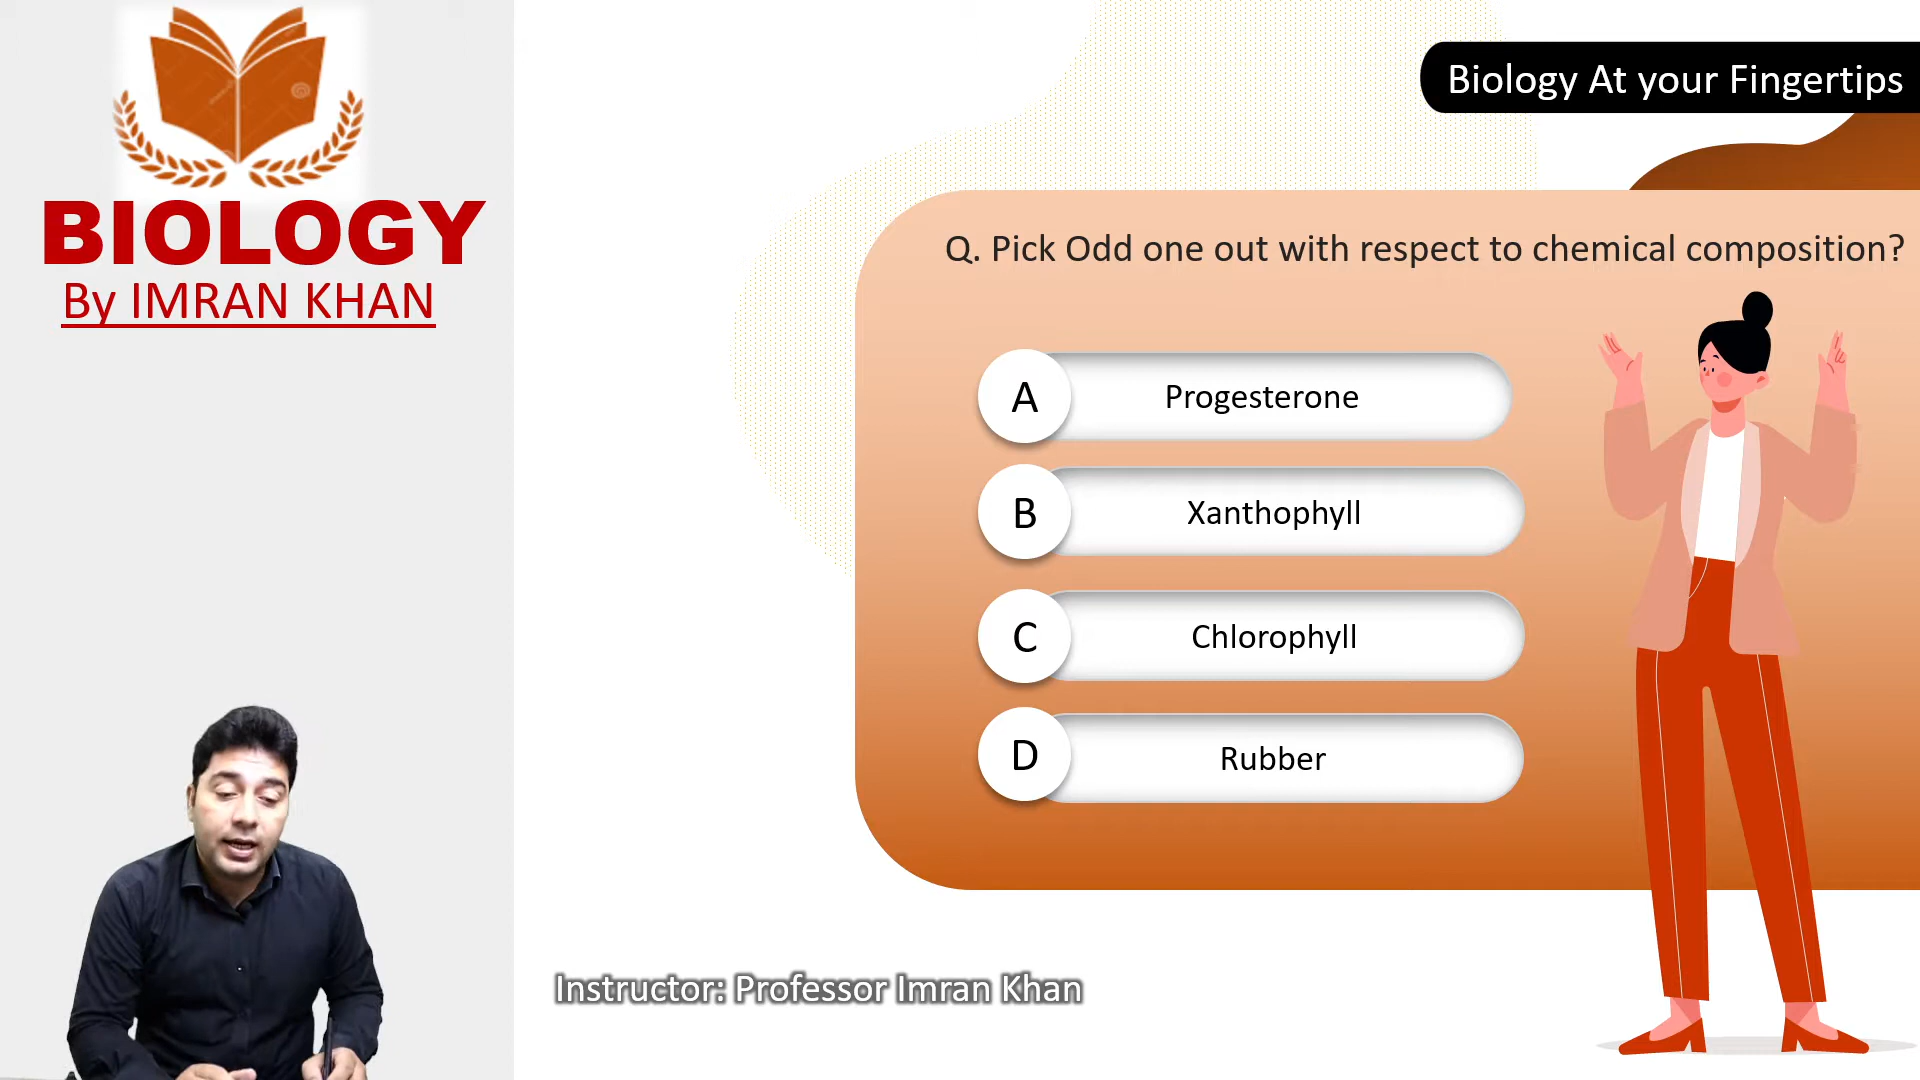 BIOLOGY
By IMRAN KHAN
Biology At your Fingertips
Q. Pick Odd one out with respect to chemical composition?
A Progesterone
B Xanthophyll
C Chlorophyll
D Rubber
Instructor: Professor Imran Khan